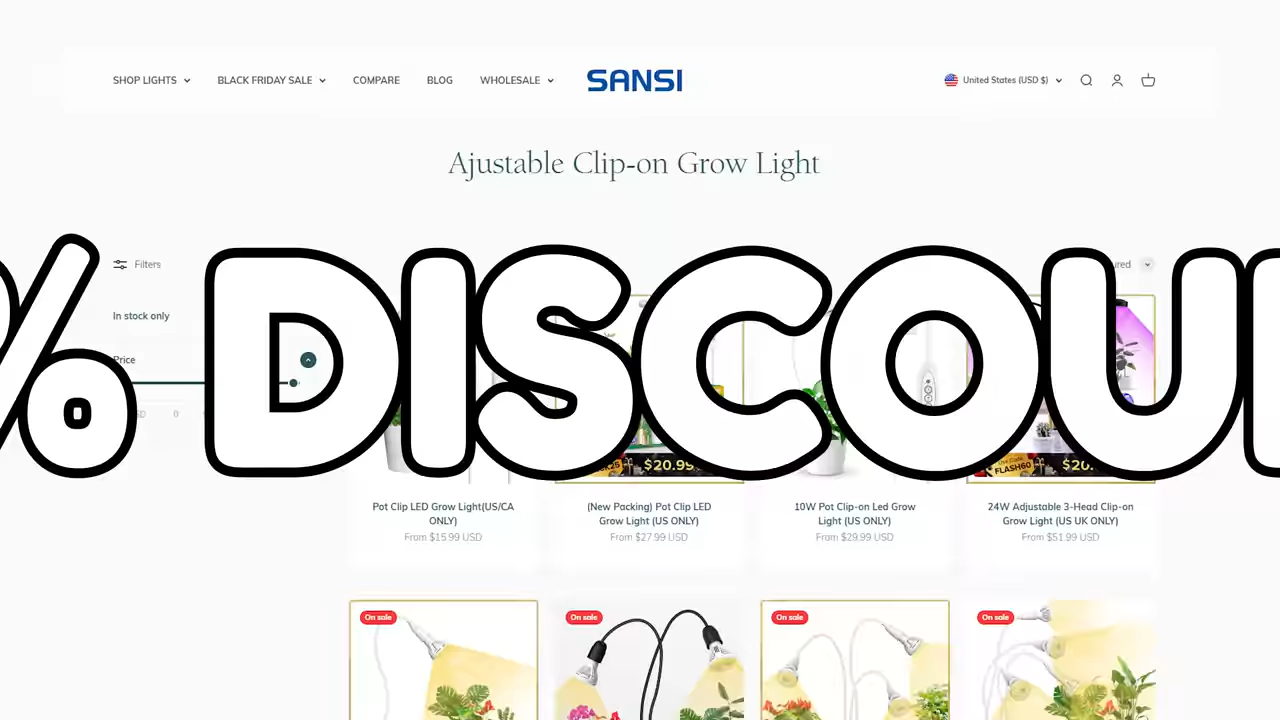 SHOP LIGHTS
BLACK FRIDAY SALE
COMPARE
BLOG
WHOLESALE
SANSI
United States (USD $)
Ajustable Clip-on Grow Light
Filters
In stock only
Price
0
% DISCOU
$20.99
FLASH60
$20.
Pot Clip LED Grow Light(US/CA
ONLY)
From $15.99 USD
(New Packing) Pot Clip LED
Grow Light (US ONLY)
From $27.99 USD
10W Pot Clip-on Led Grow
Light (US ONLY)
From $29.99 USD
24W Adjustable 3-Head Clip-on
Grow Light (US UK ONLY)
From $51.99 USD
On sale
On sale
On sale
On sale